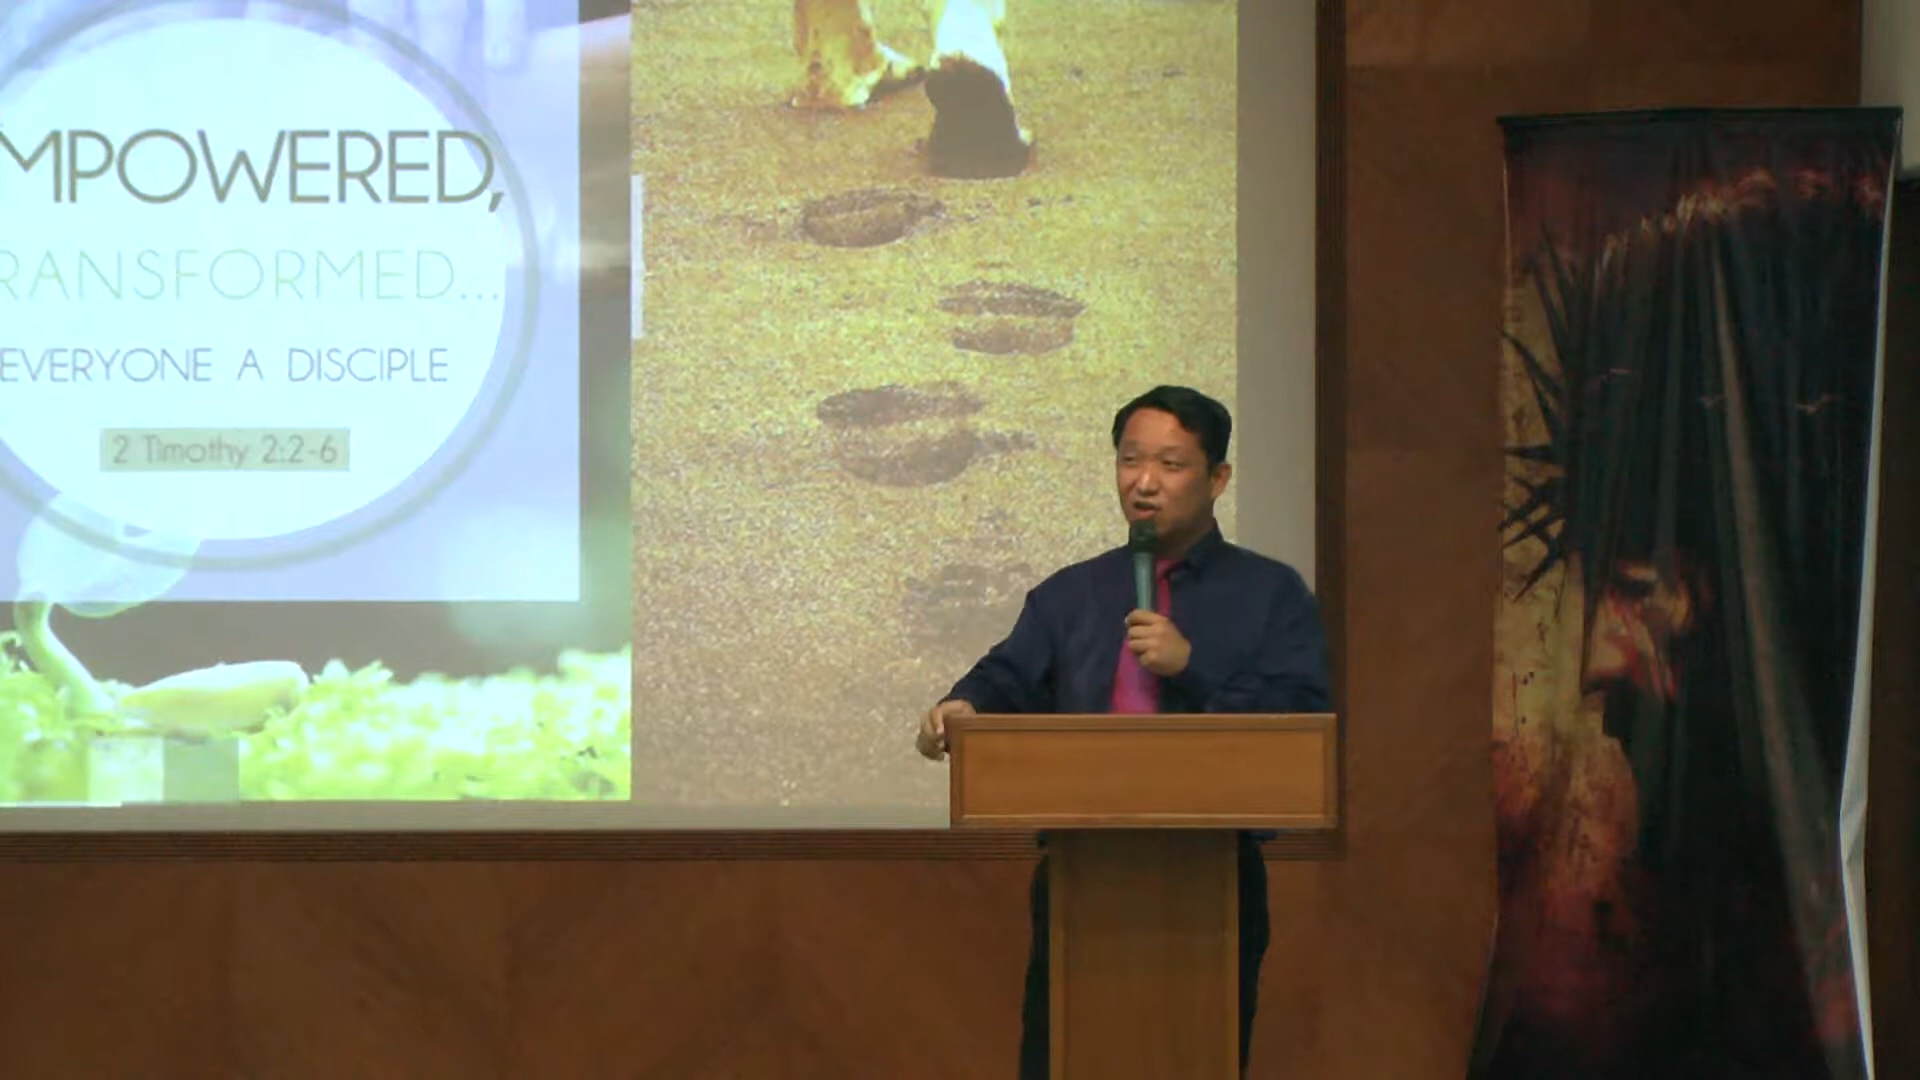 MPOWERED,
RANSFORMED...
EVERYONE A DISCIPLE
2 Timothy 2:2-6